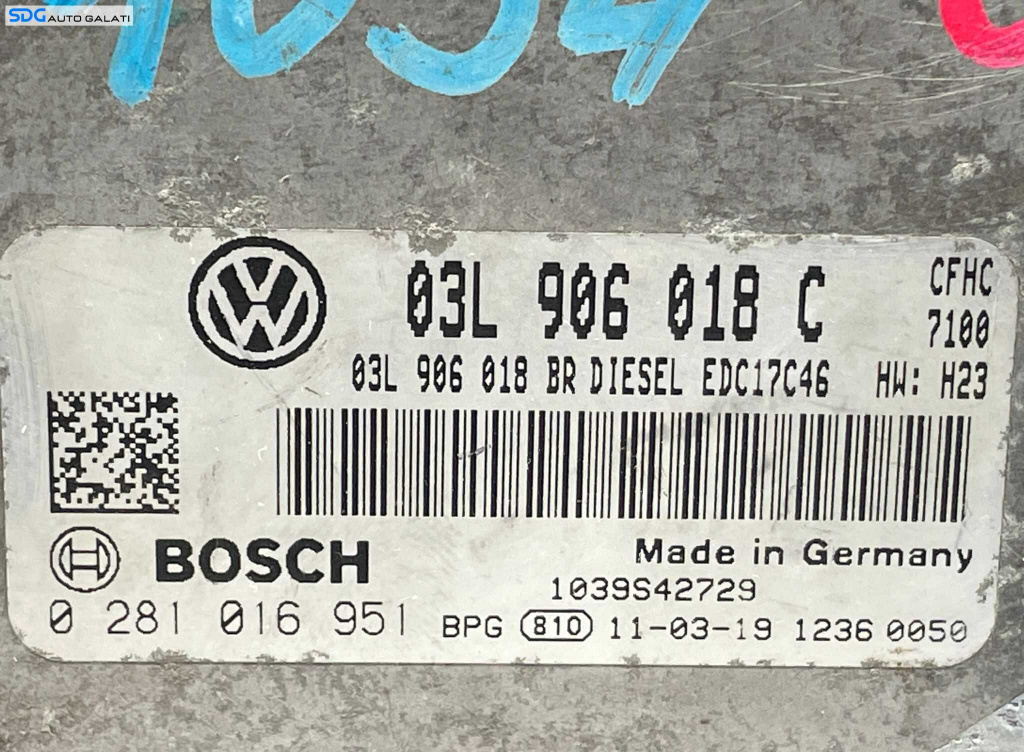 SDG AUTO GALATI
03L 906 018 C
CFHC
7100
03L 906 018 BR DIESEL EDC17C46 HW: H23
BOSCH
Made in Germany
1039S42729
0 281 016 951
BPG 810 11-03-19 1236 0050